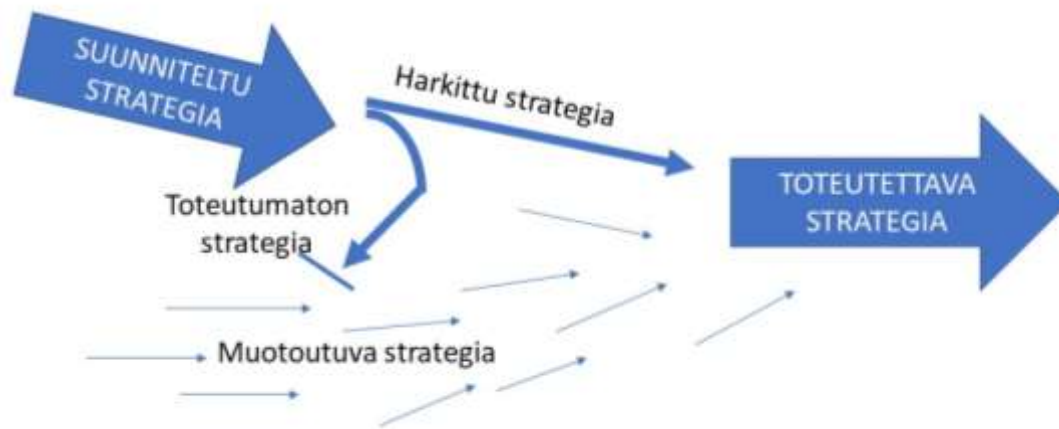 SUUNNITELTU
STRATEGIA
Harkittu strategia
Toteutumaton
strategia
TOTEUTETTAVA
STRATEGIA
Muotoutuva strategia